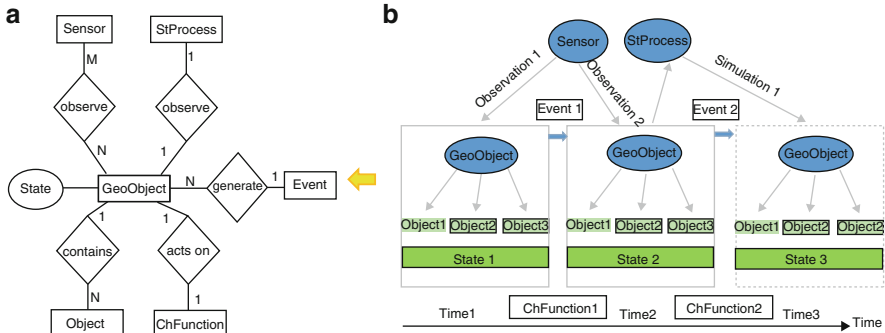 a
Sensor
StProcess
M
1
observe
observe
N
1
State
GeoObject
N
generate
1
Event
1
1
contains
acts on
N
1
Object
ChFunction
b
Sensor
StProcess
Observation 1
Observation 2
Simulation 1
Event 1
Event 2
GeoObject
GeoObject
GeoObject
Object1
Object2
Object3
Object1
Object2
Object3
Object1
Object2
Object2
State 1
State 2
State 3
Time1
ChFunction1
Time2
ChFunction2
Time3
Time